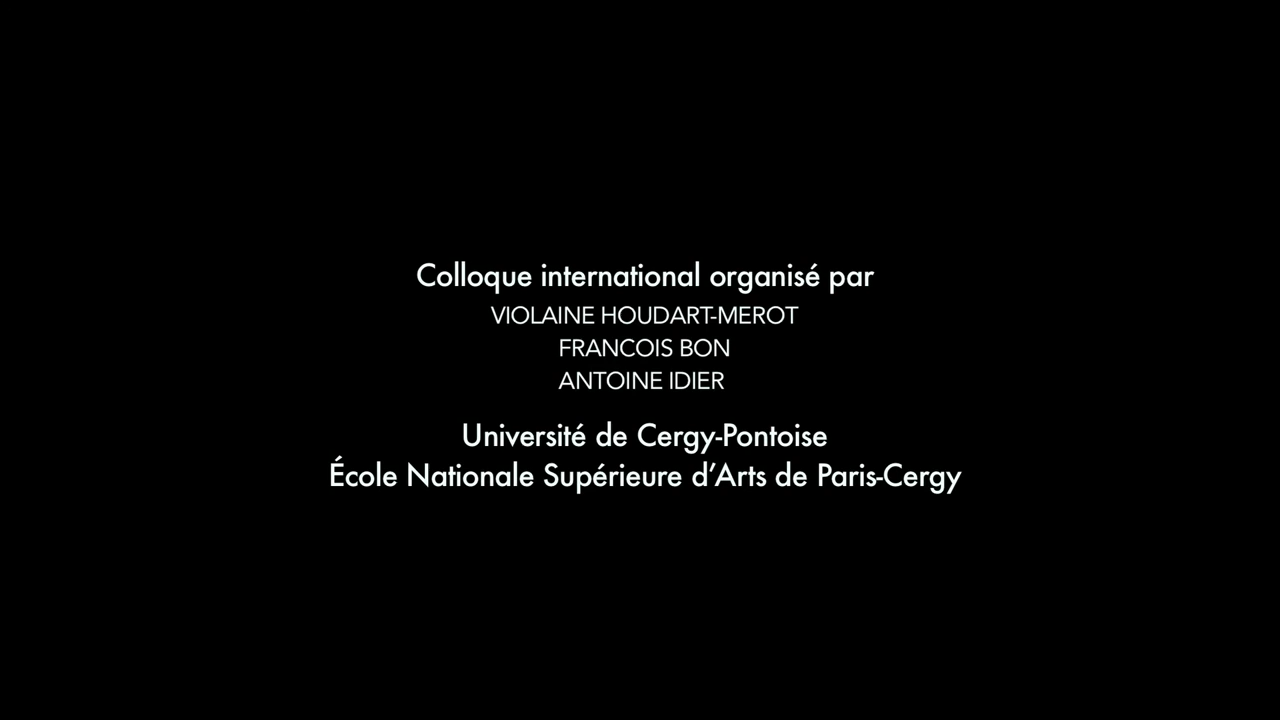 Colloque international organisé par
VIOLAINE HOUDART-MEROT
FRANCOIS BON
ANTOINE IDIER
Université de Cergy-Pontoise
École Nationale Supérieure d’Arts de Paris-Cergy